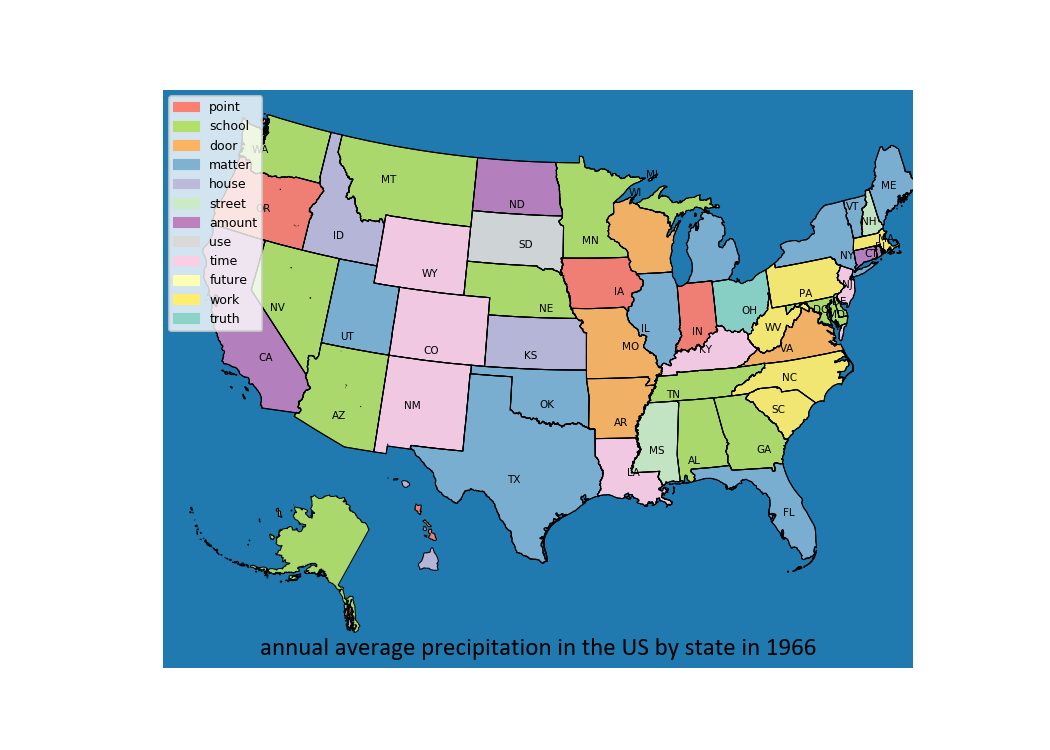 point
school
door
matter
house
street
amount
use
time
future
work
truth
WA
OR
CA
MT
ID
NV
UT
AZ
WY
CO
NM
ND
SD
NE
KS
OK
TX
MN
IA
MO
AR
LA
WI
MI
IL
IN
KY
TN
MS
AL
OH
WV
VA
NC
SC
GA
FL
PA
NY
VT
NH
ME
MA
RI
CT
NJ
DE
MD
DC
annual average precipitation in the US by state in 1966